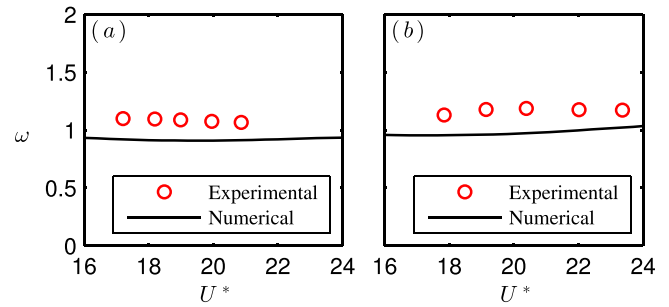 2
(a)
(b)
1.5
ω
1
0.5
Experimental
Numerical
Experimental
Numerical
0
16 18 20 22 24
16 18 20 22 24
U*
U*